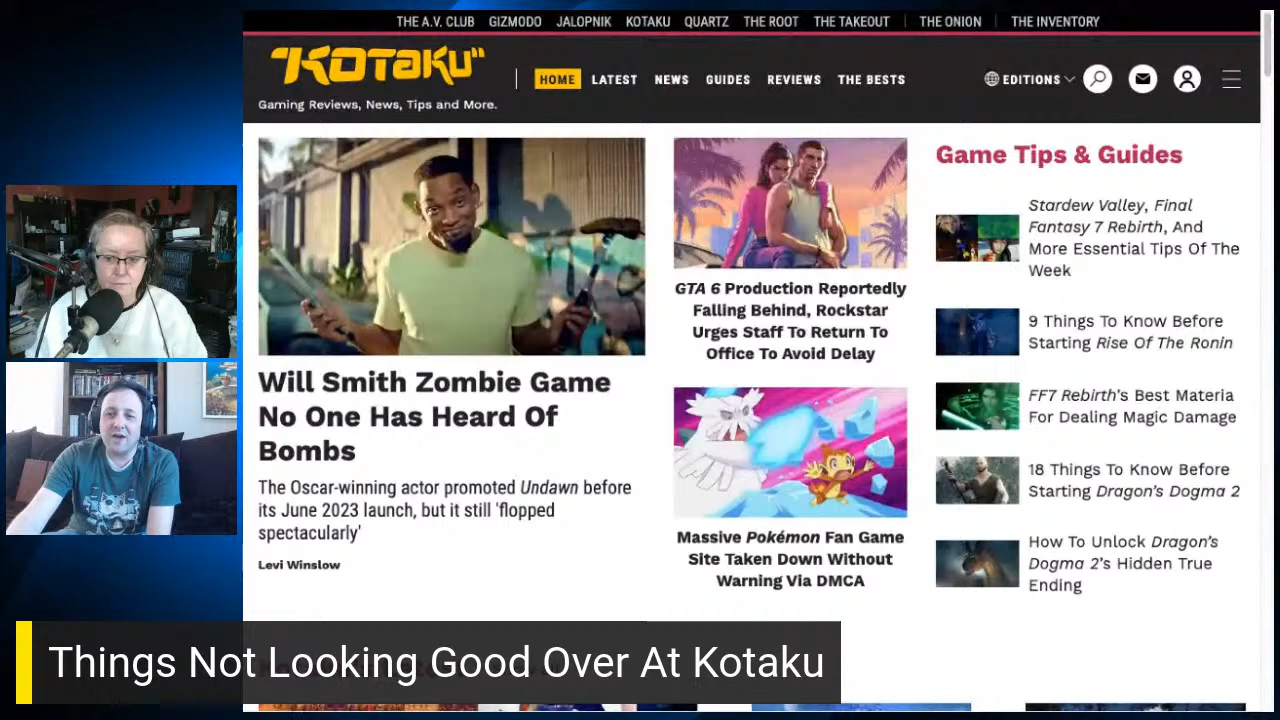 THE A.V. CLUB GIZMODO JALOPNIK KOTAKU QUARTZ THE ROOT THE TAKEOUT THE ONION THE INVENTORY
KOTaKU
HOME LATEST NEWS GUIDES REVIEWS THE BESTS EDITIONS
Gaming Reviews, News, Tips and More.
Will Smith Zombie Game
No One Has Heard Of
Bombs
The Oscar-winning actor promoted Undawn before
its June 2023 launch, but it still 'flopped
spectacularly'
Levi Winslow
GTA 6 Production Reportedly
Falling Behind, Rockstar
Urges Staff To Return To
Office To Avoid Delay
Massive Pokémon Fan Game
Site Taken Down Without
Warning Via DMCA
Game Tips & Guides
Stardew Valley, Final
Fantasy 7 Rebirth, And
More Essential Tips Of The
Week
9 Things To Know Before
Starting Rise Of The Ronin
FF7 Rebirth's Best Materia
For Dealing Magic Damage
18 Things To Know Before
Starting Dragon's Dogma 2
How To Unlock Dragon's
Dogma 2's Hidden True
Ending
Things Not Looking Good Over At Kotaku